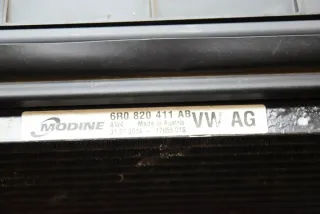 MODINE
6R0 820 411 AB
Made in Austria
VW AG